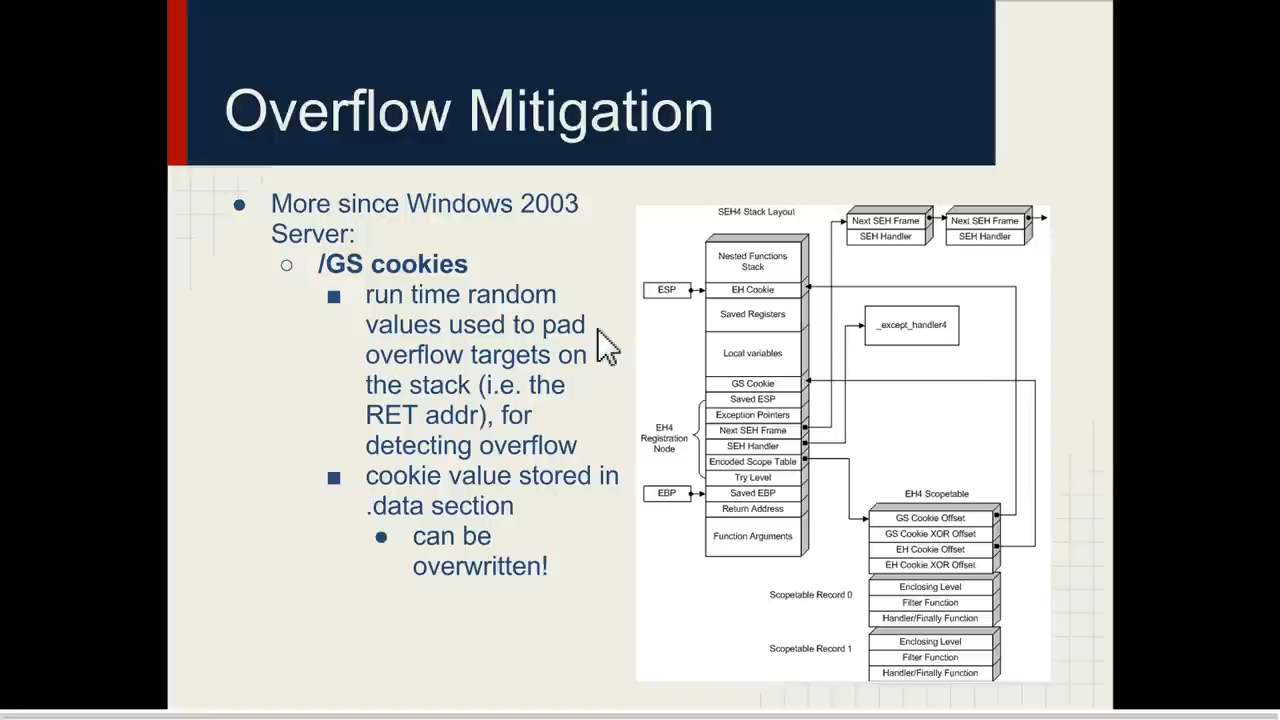 Overflow Mitigation
● More since Windows 2003
Server:
○ /GS cookies
■ run time random
values used to pad
overflow targets on
the stack (i.e. the
RET addr), for
detecting overflow
■ cookie value stored in
.data section
● can be
overwritten!
SEH4 Stack Layout
Nested Functions
Stack
ESP
EH Cookie
Saved Registers
Local variables
GS Cookie
Saved ESP
Exception Pointers
Next SEH Frame
SEH Handler
Encoded Scope Table
Try Level
EH4
Registration
Node
EBP
Saved EBP
Return Address
Function Arguments
Next SEH Frame
SEH Handler
Next SEH Frame
SEH Handler
_except_handler4
EH4 Scopetable
GS Cookie Offset
GS Cookie XOR Offset
EH Cookie Offset
EH Cookie XOR Offset
Scopetable Record 0
Enclosing Level
Filter Function
Handler/Finally Function
Scopetable Record 1
Enclosing Level
Filter Function
Handler/Finally Function